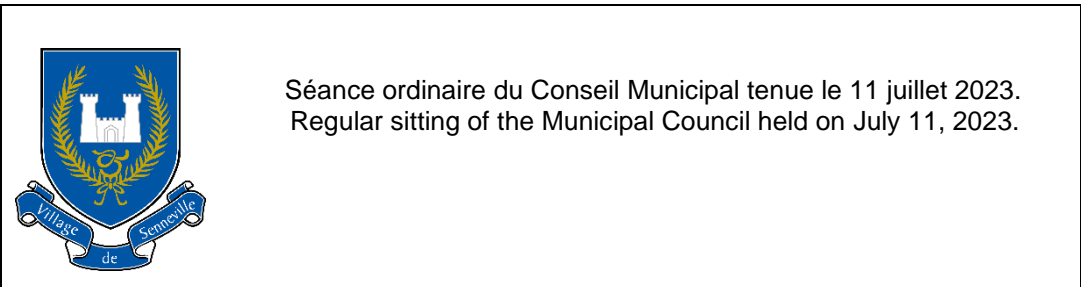 Séance ordinaire du Conseil Municipal tenue le 11 juillet 2023.
Regular sitting of the Municipal Council held on July 11, 2023.
Village
de
Senneville